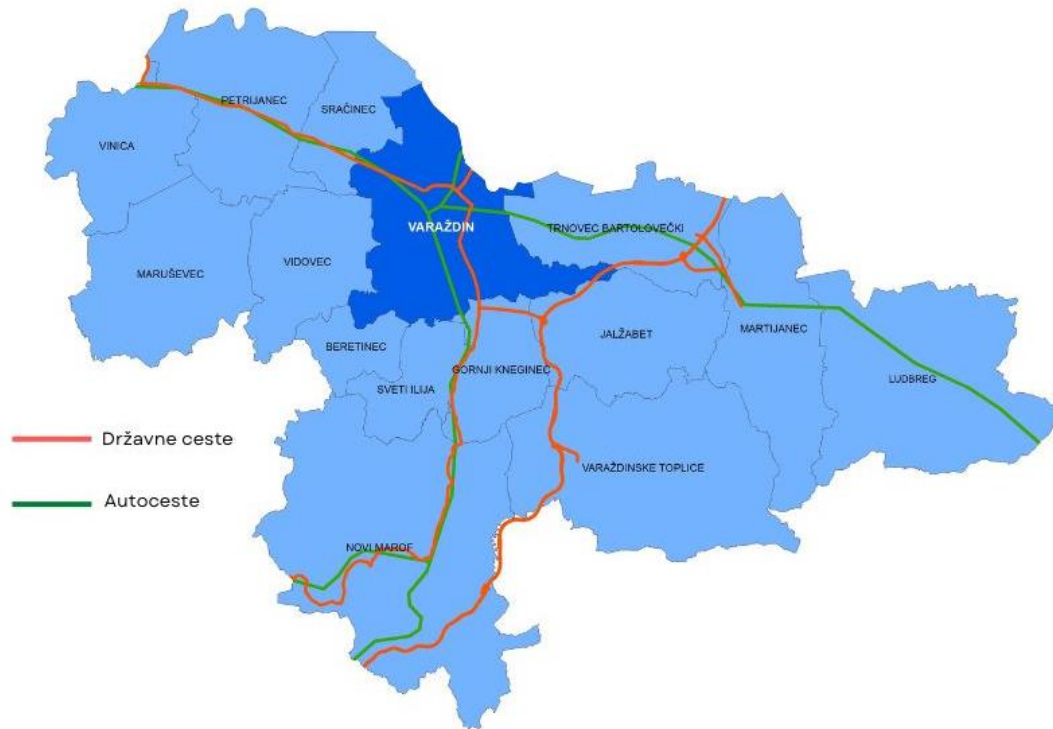 PETRIJANEC
SRAČINEC
VINICA
VARAŽDIN
TRNOVEC BARTOLOVEČKI
VIDOVEC
MARUŠEVEC
MARTIJANEC
JALŽABET
BERETINEC
GORNJI KNEGINEC
LUDBREG
SVETI ILIJA
Državne ceste
VARAŽDINSKE TOPLICE
Autoceste
NOVI MAROF